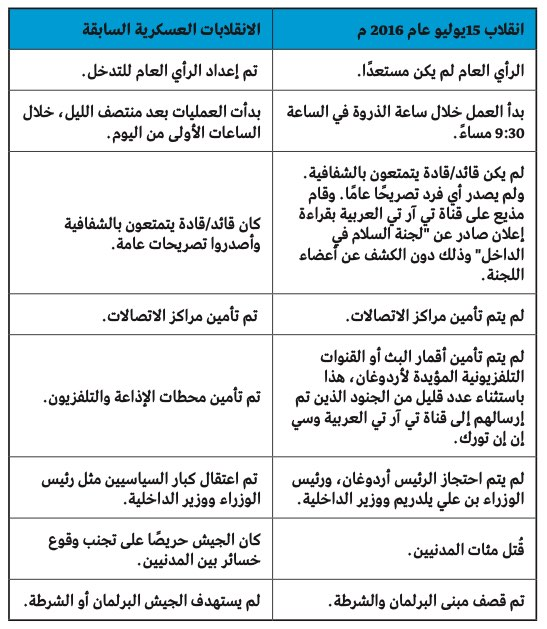 انقلاب 15يوليو عام 2016 م
الانقلابات العسكرية السابقة
الرأي العام لم يكن مستعدًا.
تم إعداد الرأي العام للتدخل.
بدأ العمل خلال ساعة الذروة في الساعة
9:30 مساءً.
بدأت العمليات بعد منتصف الليل، خلال
الساعات الأولى من اليوم.
لم يكن قائد/قادة يتمتعون بالشفافية.
ولم يصدر أي فرد تصريحًا عامًا. وقام
مذيع على قناة تي آر تي العربية بقراءة
إعلان صادر عن "لجنة السلام في
الداخل" وذلك دون الكشف عن أعضاء
اللجنة.
كان قائد/قادة يتمتعون بالشفافية
وأصدروا تصريحات عامة.
لم يتم تأمين مراكز الاتصالات.
تم تأمين مراكز الاتصالات.
لم يتم تأمين أقمار البث أو القنوات
التلفزيونية المؤيدة لأردوغان، هذا
باستثناء عدد قليل من الجنود الذين تم
إرسالهم إلى قناة تي آر تي العربية وسي
إن إن تورك.
تم تأمين محطات الإذاعة والتلفزيون.
لم يتم احتجاز الرئيس أردوغان، ورئيس
الوزراء بن علي يلدريم ووزير الداخلية.
تم اعتقال كبار السياسيين مثل رئيس
الوزراء ووزير الداخلية.
قُتل مئات المدنيين.
كان الجيش حريصًا على تجنب وقوع
خسائر بين المدنيين.
تم قصف مبنى البرلمان والشرطة.
لم يستهدف الجيش البرلمان أو الشرطة.